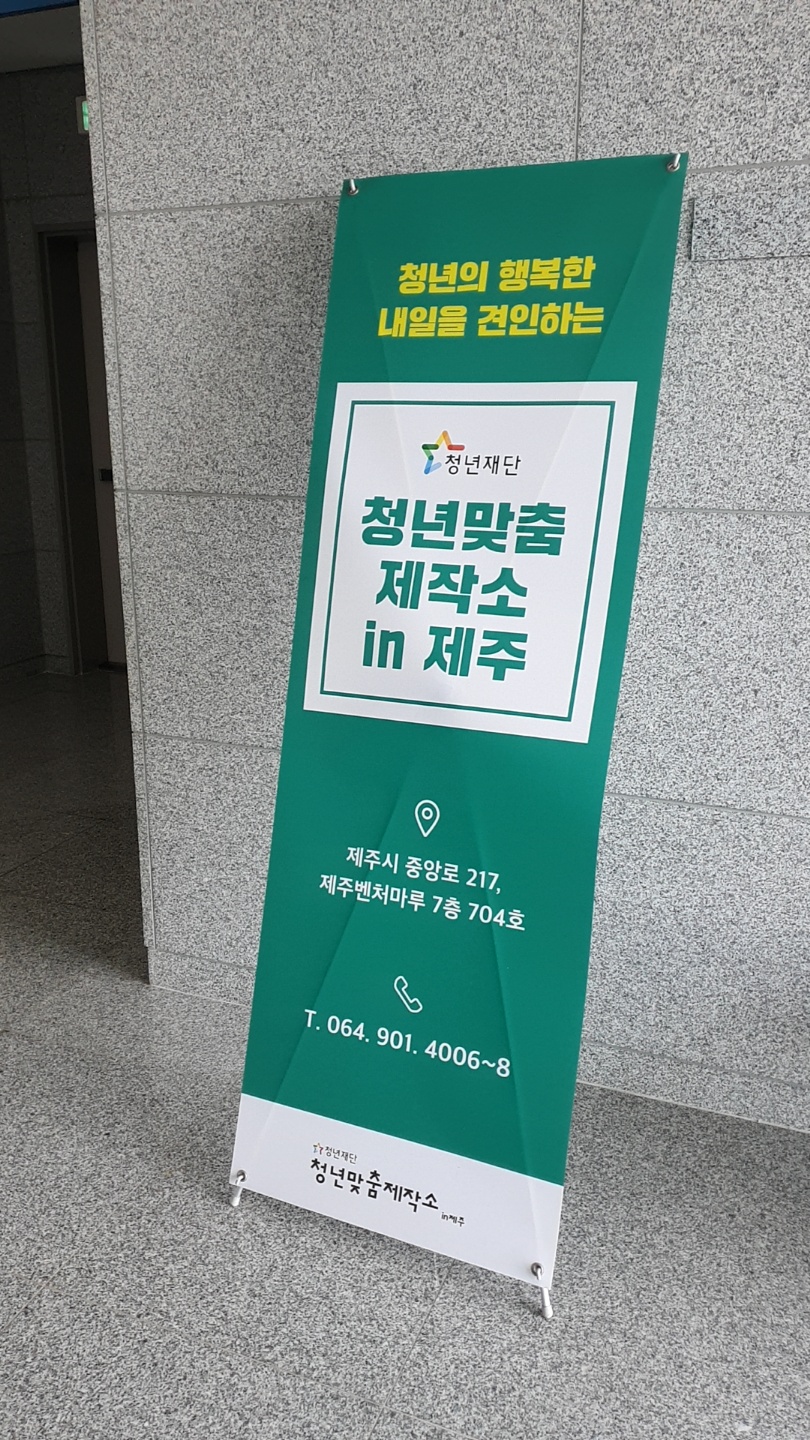 청년의 행복한
내일을 견인하는
청년재단
청년맞춤
제작소
in 제주
제주시 중앙로 217,
제주벤처마루 7층 704호
T. 064. 901. 4006~8
청년재단
청년맞춤제작소
in제주